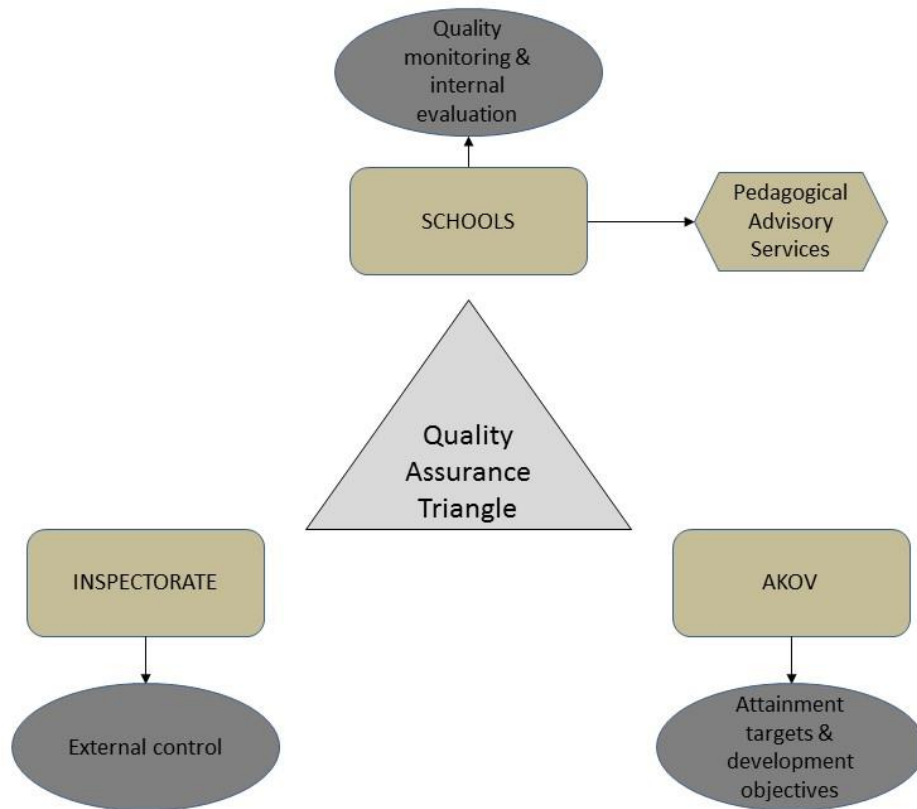 Quality
monitoring &
internal
evaluation
SCHOOLS
Pedagogical
Advisory
Services
Quality
Assurance
Triangle
INSPECTORATE
AKOV
External control
Attainment
targets &
development
objectives